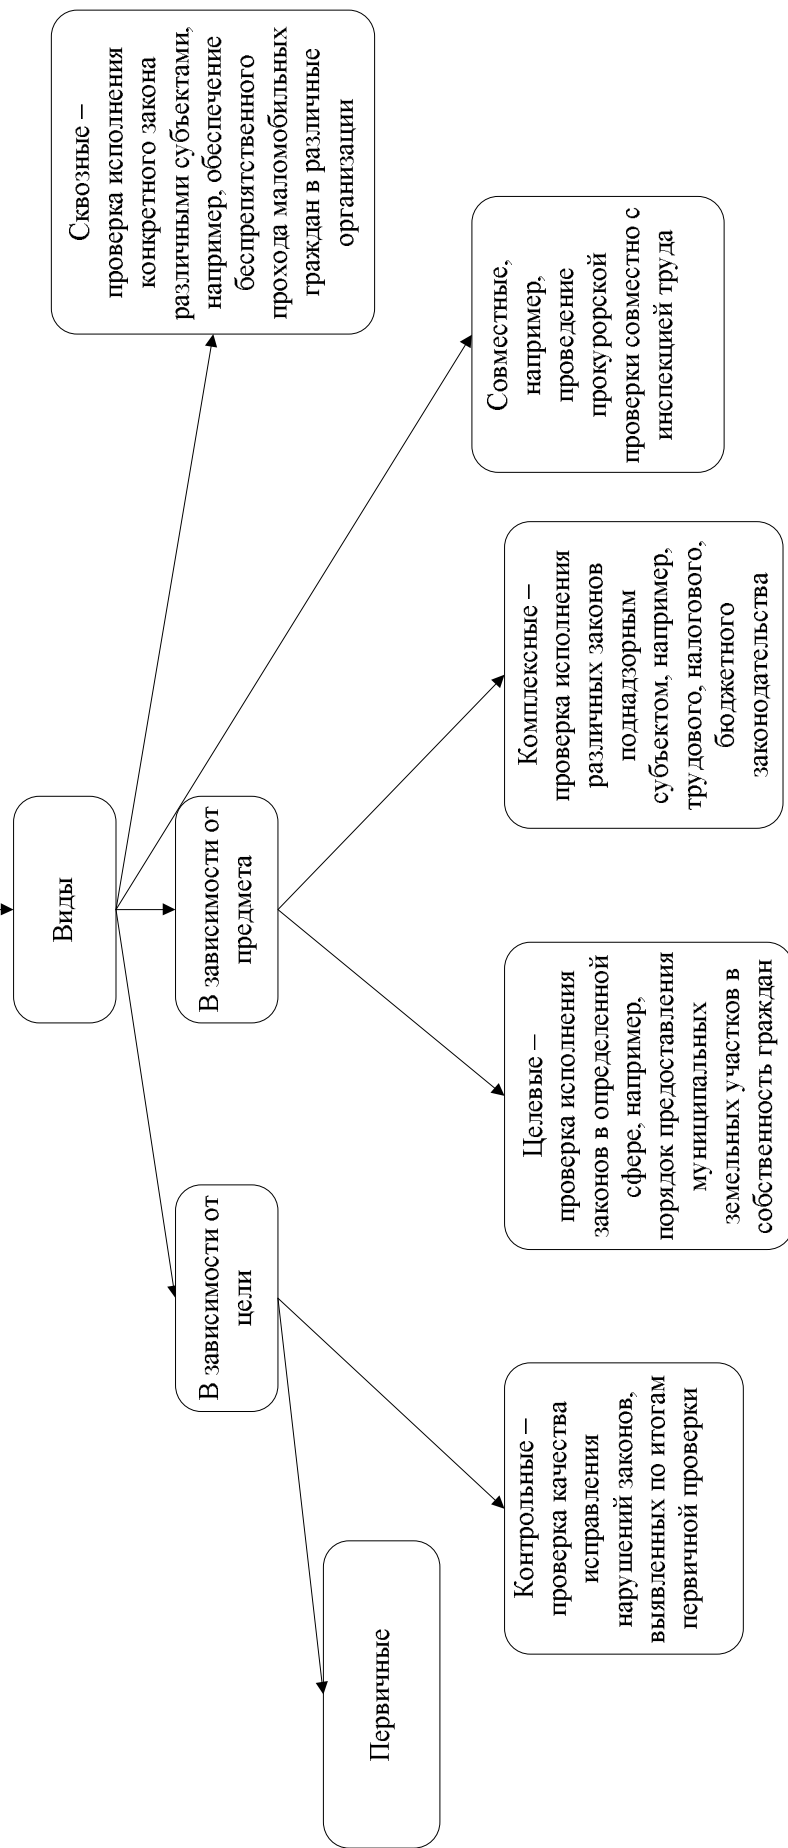 Виды
В зависимости от
цели
В зависимости от
предмета
Первичные
Контрольные –
проверка качества
исправления
нарушений законов,
выявленных по итогам
первичной проверки
Целевые –
проверка исполнения
законов в определенной
сфере, например,
порядок предоставления
муниципальных
земельных участков в
собственность граждан
Комплексные –
проверка исполнения
различных законов
поднадзорным
субъектом, например,
трудового, налогового,
бюджетного
законодательства
Совместные,
например,
проведение
прокурорской
проверки совместно с
инспекцией труда
Сквозные –
проверка исполнения
конкретного закона
различными субъектами,
например, обеспечение
беспрепятственного
прохода маломобильных
граждан в различные
организации